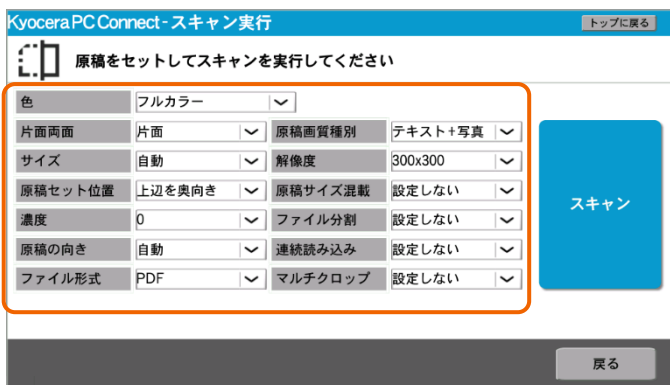 Kyocera PC Connect - スキャン実行 トップに戻る
原稿をセットしてスキャンを実行してください
色 フルカラー
片面両面 片面 原稿画質種別 テキスト+写真
サイズ 自動 解像度 300x300
原稿セット位置 上辺を奥向き 原稿サイズ混載 設定しない
スキャン
濃度 0 ファイル分割 設定しない
原稿の向き 自動 連続読み込み 設定しない
ファイル形式 PDF マルチクロップ 設定しない
戻る